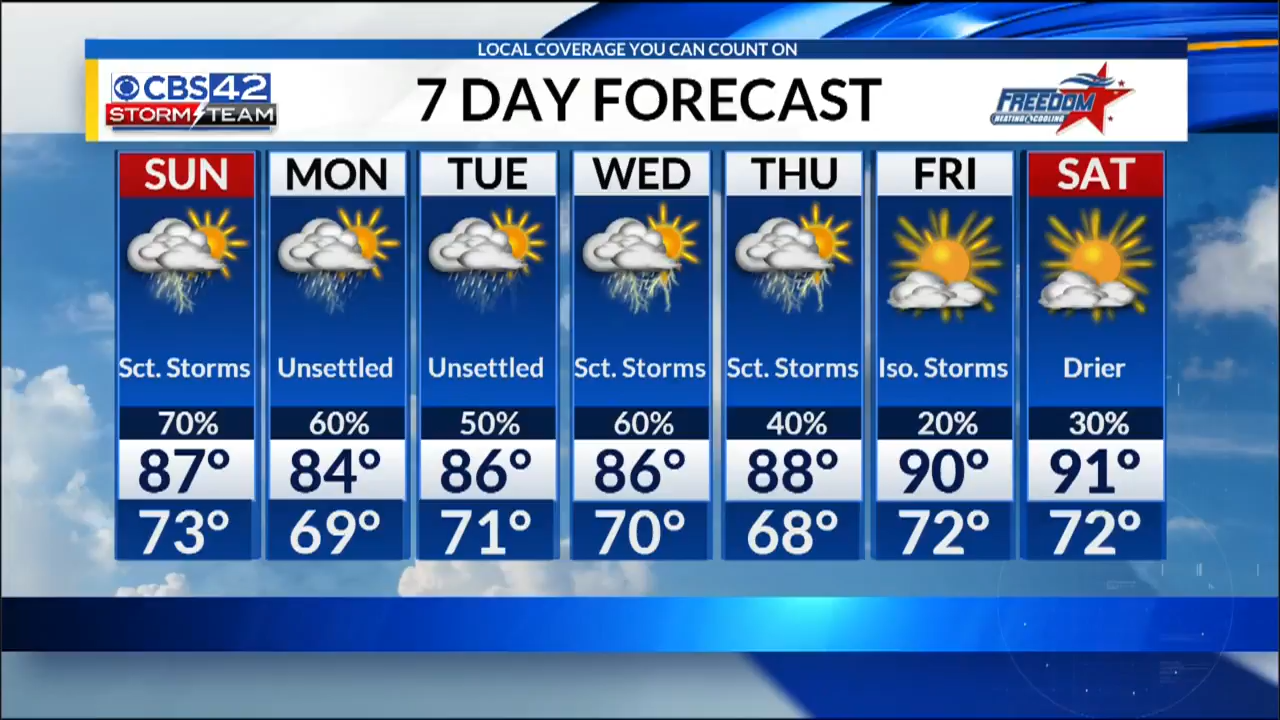 LOCAL COVERAGE YOU CAN COUNT ON
CBS 42
STORM TEAM
7 DAY FORECAST
FREEDOM
HEATING & COOLING
SUN MON TUE WED THU FRI SAT
Sct. Storms Unsettled Unsettled Sct. Storms Sct. Storms Iso. Storms Drier
70% 60% 50% 60% 40% 20% 30%
87° 84° 86° 86° 88° 90° 91°
73° 69° 71° 70° 68° 72° 72°